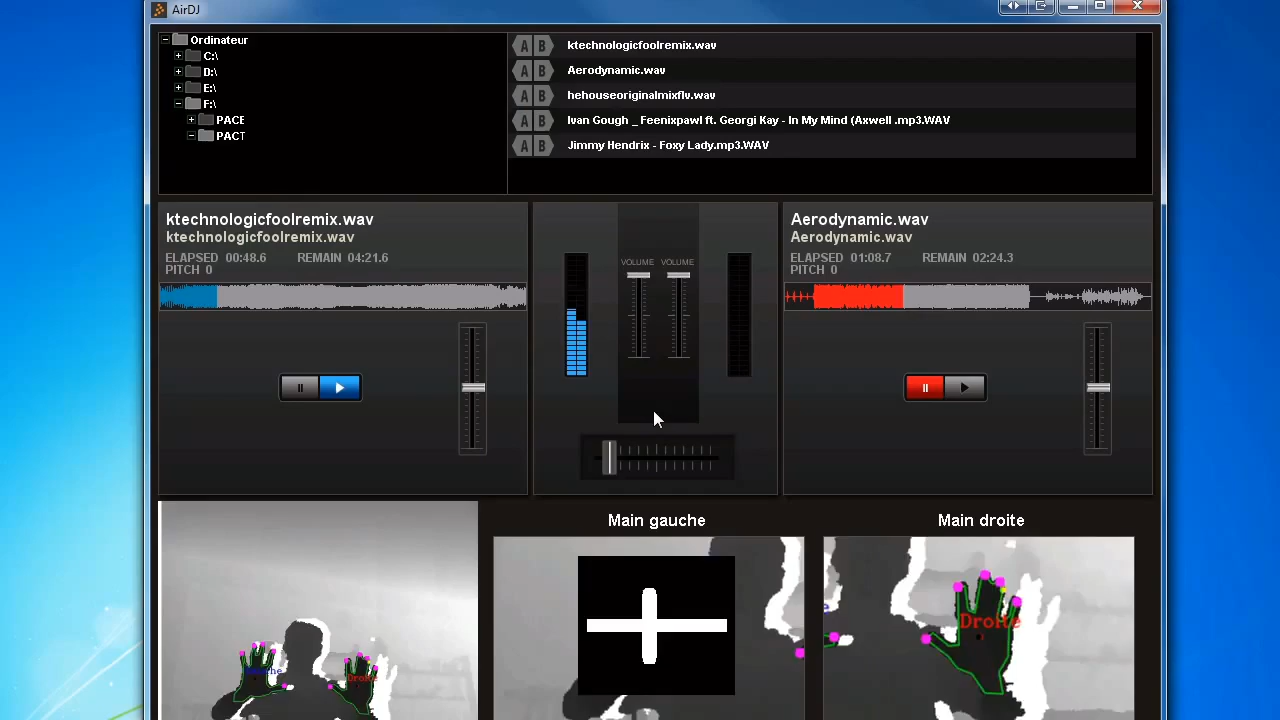 AirDJ
Ordinateur
C:\
D:\
E:\
F:\
PACE
PACT
A B ktechnologicfoolremix.wav
A B Aerodynamic.wav
A B hehouseoriginalmixflv.wav
A B Ivan Gough _ Feenixpawl ft. Georgi Kay - In My Mind (Axwell .mp3.WAV
A B Jimmy Hendrix - Foxy Lady.mp3.WAV
ktechnologicfoolremix.wav
ktechnologicfoolremix.wav
ELAPSED 00:48.6 REMAIN 04:21.6
PITCH 0
VOLUME VOLUME
Aerodynamic.wav
Aerodynamic.wav
ELAPSED 01:08.7 REMAIN 02:24.3
PITCH 0
Main gauche
Main droite
Droite